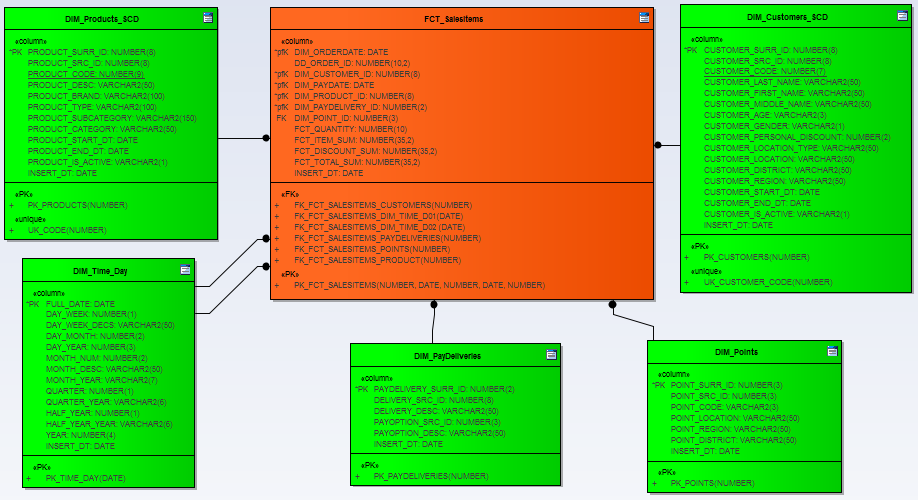 DIM_Products_$CD
«column»
*PK PRODUCT_SURR_ID: NUMBER(8)
PRODUCT_SRC_ID: NUMBER(8)
PRODUCT_CODE: NUMBER(9)
PRODUCT_DESC: VARCHAR2(50)
PRODUCT_BRAND: VARCHAR2(100)
PRODUCT_TYPE: VARCHAR2(100)
PRODUCT_SUBCATEGORY: VARCHAR2(150)
PRODUCT_CATEGORY: VARCHAR2(50)
PRODUCT_START_DT: DATE
PRODUCT_END_DT: DATE
PRODUCT_IS_ACTIVE: VARCHAR2(1)
INSERT_DT: DATE
«PK»
+ PK_PRODUCTS(NUMBER)
«unique»
+ UK_CODE(NUMBER)
FCT_SalesItems
«column»
*pfK DIM_ORDERDATE: DATE
DD_ORDER_ID: NUMBER(10,2)
*pfK DIM_CUSTOMER_ID: NUMBER(8)
*pfK DIM_PAYDATE: DATE
*pfK DIM_PRODUCT_ID: NUMBER(8)
*pfK DIM_PAYDELIVERY_ID: NUMBER(2)
FK DIM_POINT_ID: NUMBER(3)
FCT_QUANTITY: NUMBER(10)
FCT_ITEM_SUM: NUMBER(35,2)
FCT_DISCOUNT_SUM: NUMBER(35,2)
FCT_TOTAL_SUM: NUMBER(35,2)
INSERT_DT: DATE
«FK»
+ FK_FCT_SALESITEMS_CUSTOMERS(NUMBER)
+ FK_FCT_SALESITEMS_DIM_TIME_D01(DATE)
+ FK_FCT_SALESITEMS_DIM_TIME_D02 (DATE)
+ FK_FCT_SALESITEMS_PAYDELIVERIES(NUMBER)
+ FK_FCT_SALESITEMS_POINTS(NUMBER)
+ FK_FCT_SALESITEMS_PRODUCT(NUMBER)
«PK»
+ PK_FCT_SALESITEMS(NUMBER, DATE, NUMBER, DATE, NUMBER)
DIM_Customers_$CD
«column»
*PK CUSTOMER_SURR_ID: NUMBER(8)
CUSTOMER_SRC_ID: NUMBER(8)
CUSTOMER_CODE: NUMBER(7)
CUSTOMER_LAST_NAME: VARCHAR2(50)
CUSTOMER_FIRST_NAME: VARCHAR2(50)
CUSTOMER_MIDDLE_NAME: VARCHAR2(50)
CUSTOMER_AGE: VARCHAR2(3)
CUSTOMER_GENDER: VARCHAR2(1)
CUSTOMER_PERSONAL_DISCOUNT: NUMBER(2)
CUSTOMER_LOCATION_TYPE: VARCHAR2(50)
CUSTOMER_LOCATION: VARCHAR2(50)
CUSTOMER_DISTRICT: VARCHAR2(50)
CUSTOMER_REGION: VARCHAR2(50)
CUSTOMER_START_DT: DATE
CUSTOMER_END_DT: DATE
CUSTOMER_IS_ACTIVE: VARCHAR2(1)
INSERT_DT: DATE
«PK»
+ PK_CUSTOMERS(NUMBER)
«unique»
+ UK_CUSTOMER_CODE(NUMBER)
DIM_Time_Day
«column»
*PK FULL_DATE: DATE
DAY_WEEK: NUMBER(1)
DAY_WEEK_DECS: VARCHAR2(50)
DAY_MONTH: NUMBER(2)
DAY_YEAR: NUMBER(3)
MONTH_NUM: NUMBER(2)
MONTH_DESC: VARCHAR2(50)
MONTH_YEAR: VARCHAR2(7)
QUARTER: NUMBER(1)
QUARTER_YEAR: VARCHAR2(6)
HALF_YEAR: NUMBER(1)
HALF_YEAR_YEAR: VARCHAR2(6)
YEAR: NUMBER(4)
INSERT_DT: DATE
«PK»
+ PK_TIME_DAY(DATE)
DIM_PayDeliveries
«column»
*PK PAYDELIVERY_SURR_ID: NUMBER(2)
DELIVERY_SRC_ID: NUMBER(8)
DELIVERY_DESC: VARCHAR2(50)
PAYOPTION_SRC_ID: NUMBER(3)
PAYOPTION_DESC: VARCHAR2(50)
INSERT_DT: DATE
«PK»
+ PK_PAYDELIVERIES(NUMBER)
DIM_Points
«column»
*PK POINT_SURR_ID: NUMBER(3)
POINT_SRC_ID: NUMBER(3)
POINT_CODE: VARCHAR2(3)
POINT_LOCATION: VARCHAR2(50)
POINT_REGION: VARCHAR2(50)
POINT_DISTRICT: VARCHAR2(50)
INSERT_DT: DATE
«PK»
+ PK_POINTS(NUMBER)